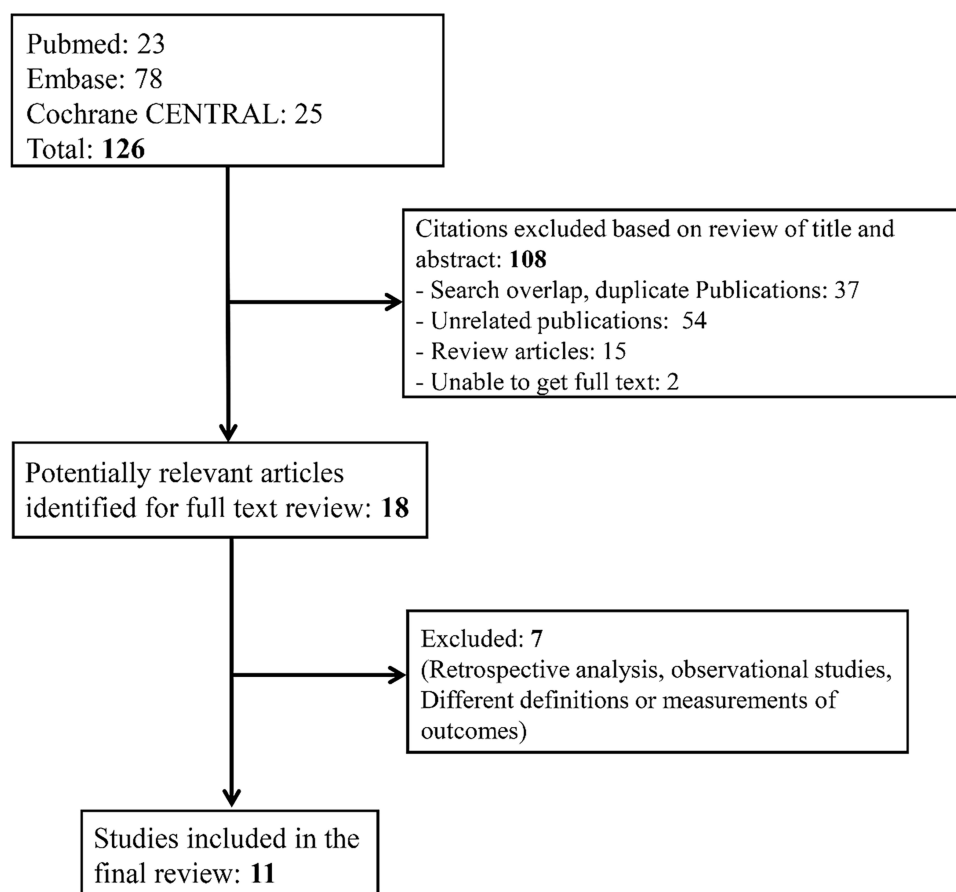 Pubmed: 23
Embase: 78
Cochrane CENTRAL: 25
Total: 126
Citations excluded based on review of title and
abstract: 108
- Search overlap, duplicate Publications: 37
- Unrelated publications:  54
- Review articles: 15
- Unable to get full text: 2
Potentially relevant articles
identified for full text review: 18
Excluded: 7
(Retrospective analysis, observational studies,
Different definitions or measurements of
outcomes)
Studies included in the
final review: 11